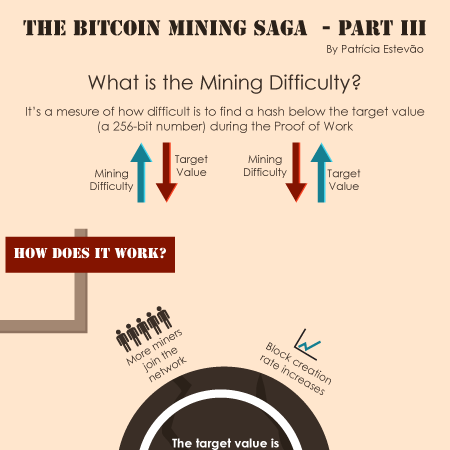 THE BITCOIN MINING SAGA - PART III
By Patrícia Estevão
What is the Mining Difficulty?
It's a mesure of how difficult is to find a hash below the target value
(a 256-bit number) during the Proof of Work
Mining
Difficulty
Target
Value
Mining
Difficulty
Target
Value
HOW DOES IT WORK?
More miners
join the
network
Block creation
rate increases
The target value is